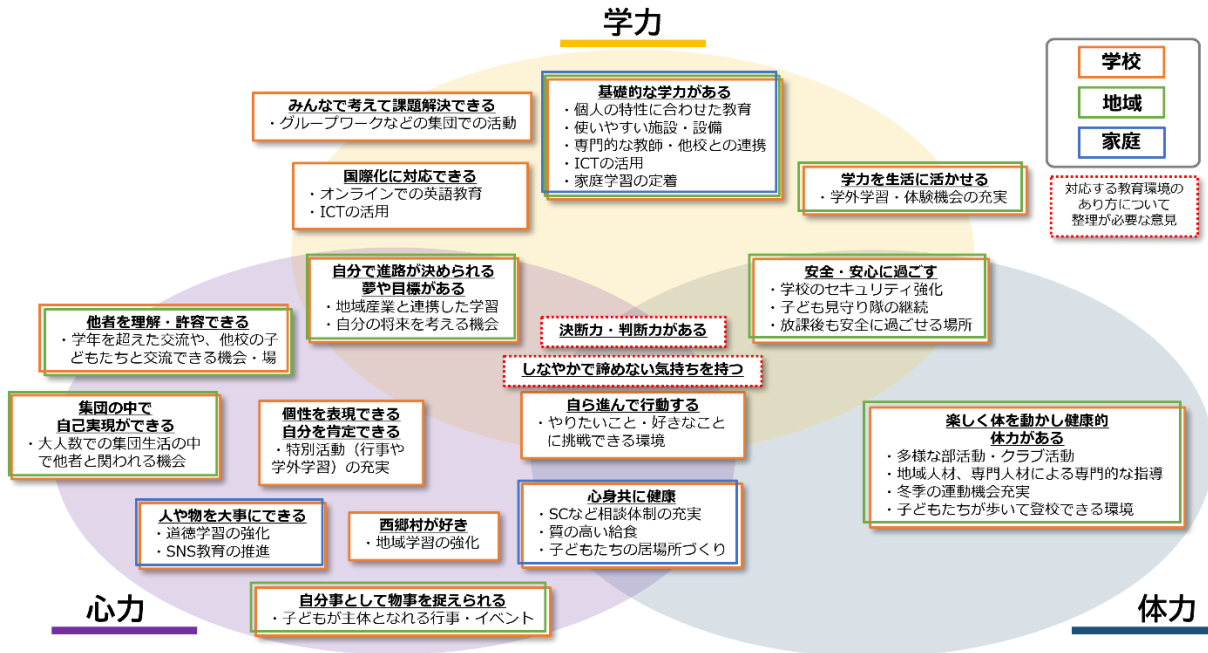 学力
学校
地域
家庭
対応する教育環境の
あり方について
整理が必要な意見
みんなで考えて課題解決できる
・グループワークなどの集団での活動
基礎的な学力がある
・個人の特性に合わせた教育
・使いやすい施設・設備
・専門的な教師・他校との連携
・ICTの活用
・家庭学習の定着
国際化に対応できる
・オンラインでの英語教育
・ICTの活用
学力を生活に活かせる
・学外学習・体験機会の充実
自分で進路が決められる
夢や目標がある
・地域産業と連携した学習
・自分の将来を考える機会
安全・安心に過ごす
・学校のセキュリティ強化
・子ども見守り隊の継続
・放課後も安全に過ごせる場所
他者を理解・許容できる
・学年を超えた交流や、他校の子
どもたちと交流できる機会・場
決断力・判断力がある
しなやかで諦めない気持ちを持つ
集団の中で
自己実現ができる
・大人数での集団生活の中
で他者と関われる機会
個性を表現できる
自分を肯定できる
・特別活動（行事や
学外学習）の充実
自ら進んで行動する
・やりたいこと・好きなこと
に挑戦できる環境
楽しく体を動かし健康的
体力がある
・多様な部活動・クラブ活動
・地域人材、専門人材による専門的な指導
・冬季の運動機会充実
・子どもたちが歩いて登校できる環境
人や物を大事にできる
・道徳学習の強化
・SNS教育の推進
西郷村が好き
・地域学習の強化
心身共に健康
・SCなど相談体制の充実
・質の高い給食
・子どもたちの居場所づくり
自分事として物事を捉えられる
・子どもが主体となれる行事・イベント
心力
体力